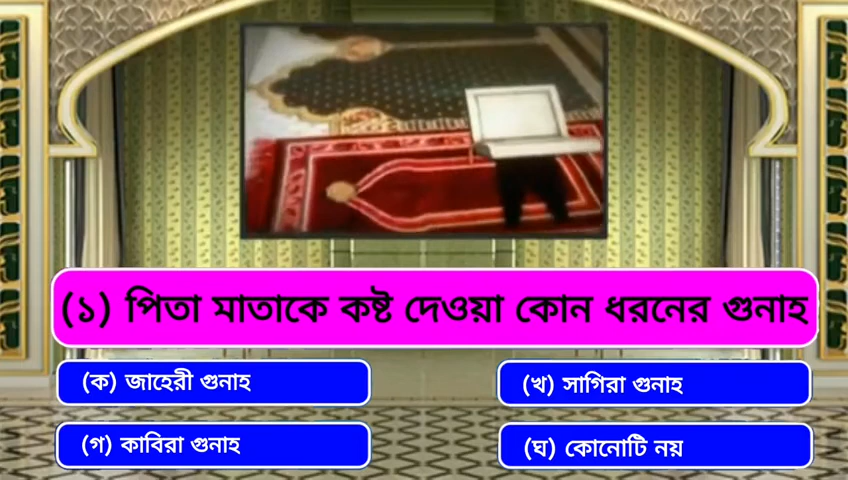 (১) পিতা মাতাকে কষ্ট দেওয়া কোন ধরনের গুনাহ
(ক) জাহেরী গুনাহ
(খ) সাগিরা গুনাহ
(গ) কাবিরা গুনাহ
(ঘ) কোনোটি নয়